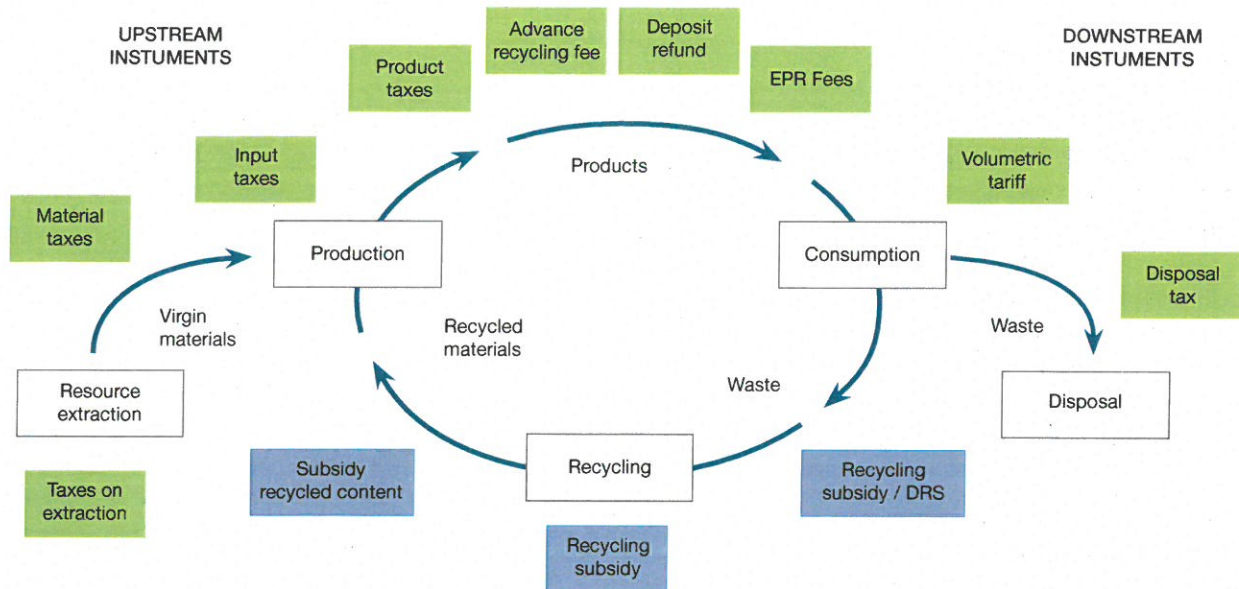 UPSTREAM
INSTUMENTS
Advance
recycling fee
Deposit
refund
DOWNSTREAM
INSTUMENTS
Product
taxes
EPR Fees
Input
taxes
Products
Volumetric
tariff
Material
taxes
Production
Consumption
Disposal
tax
Virgin
materials
Recycled
materials
Waste
Waste
Resource
extraction
Disposal
Recycling
Subsidy
recycled content
Recycling
subsidy / DRS
Taxes on
extraction
Recycling
subsidy